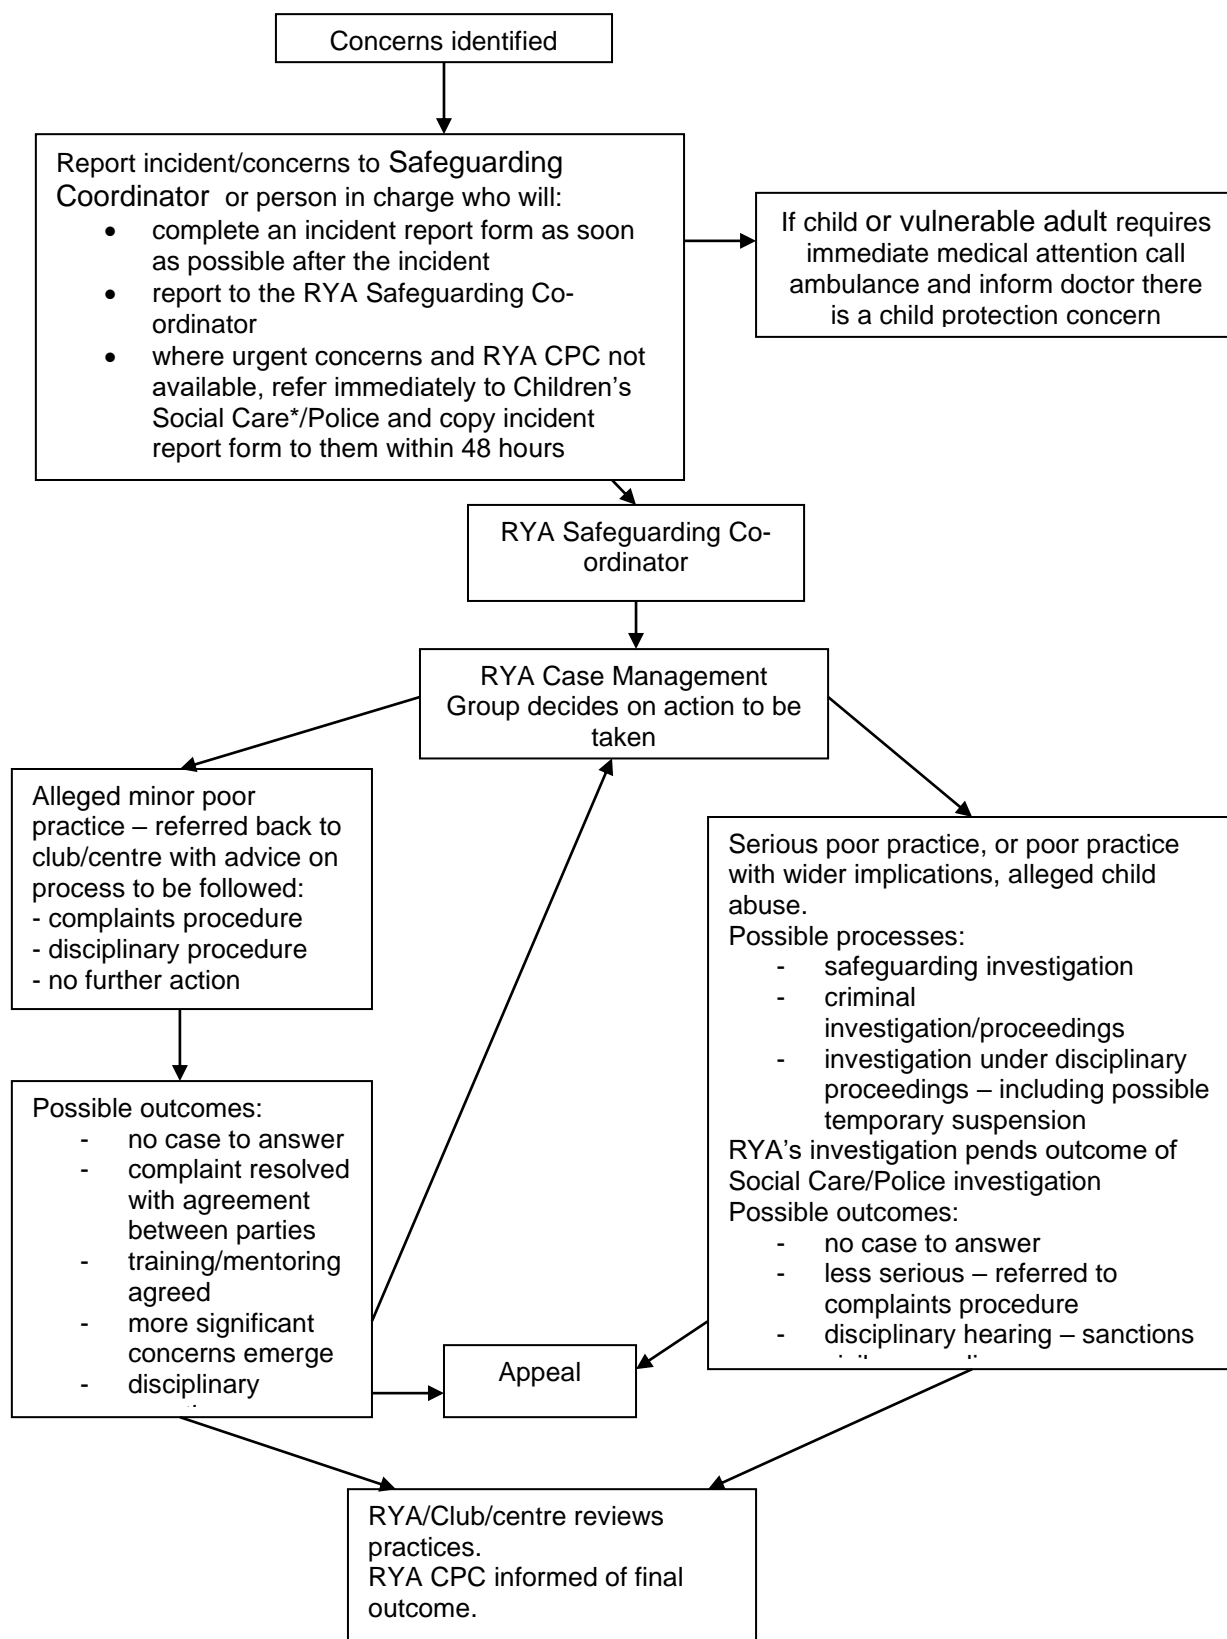 Concerns identified
Report incident/concerns to Safeguarding
Coordinator or person in charge who will:
• complete an incident report form as soon
as possible after the incident
• report to the RYA Safeguarding Co-
ordinator
• where urgent concerns and RYA CPC not
available, refer immediately to Children’s
Social Care*/Police and copy incident
report form to them within 48 hours
If child or vulnerable adult requires
immediate medical attention call
ambulance and inform doctor there
is a child protection concern
RYA Safeguarding Co-
ordinator
RYA Case Management
Group decides on action to be
taken
Alleged minor poor
practice – referred back to
club/centre with advice on
process to be followed:
- complaints procedure
- disciplinary procedure
- no further action
Serious poor practice, or poor practice
with wider implications, alleged child
abuse.
Possible processes:
- safeguarding investigation
- criminal
investigation/proceedings
- investigation under disciplinary
proceedings – including possible
temporary suspension
RYA’s investigation pends outcome of
Social Care/Police investigation
Possible outcomes:
- no case to answer
- less serious – referred to
complaints procedure
- disciplinary hearing – sanctions
Possible outcomes:
- no case to answer
- complaint resolved
with agreement
between parties
- training/mentoring
agreed
- more significant
concerns emerge
- disciplinary
Appeal
RYA/Club/centre reviews
practices.
RYA CPC informed of final
outcome.